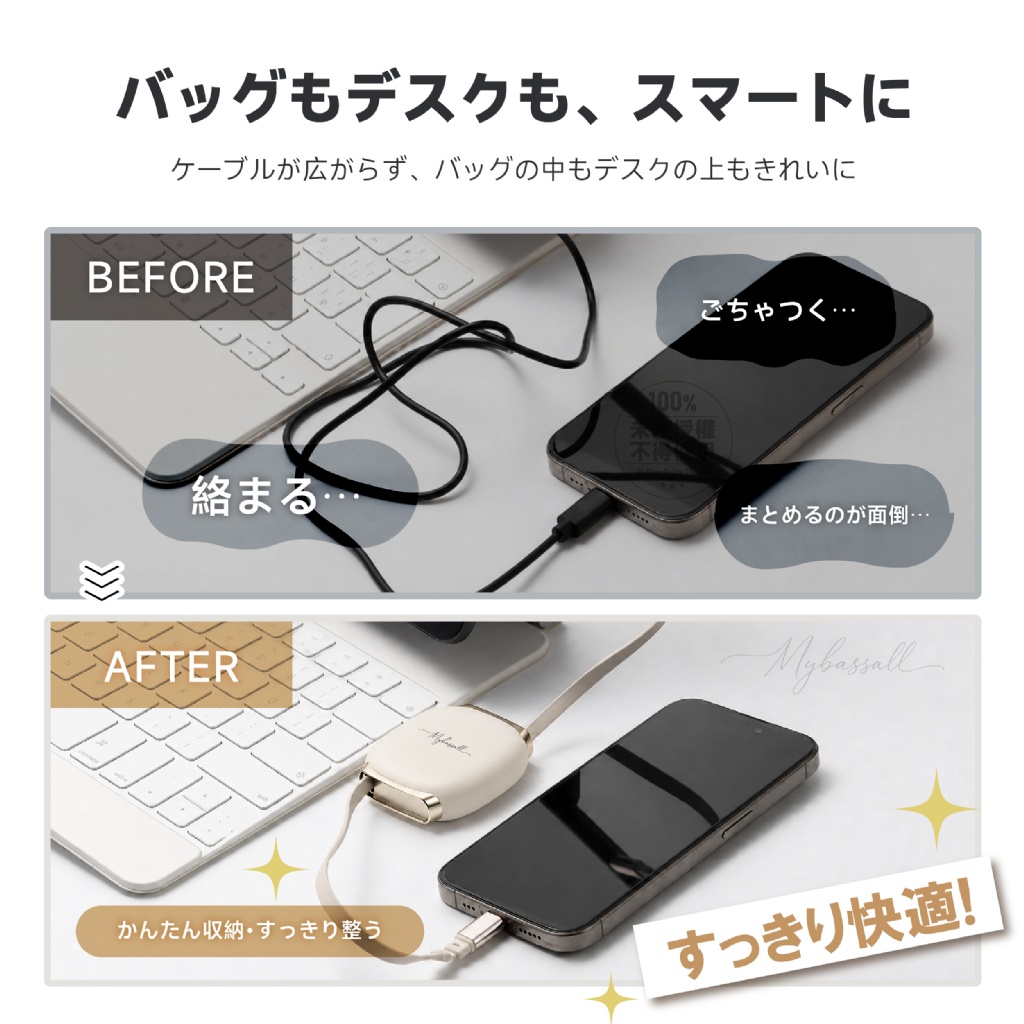 バッグもデスクも、スマートに
ケーブルが広がらず、バッグの中もデスクの上もきれいに
BEFORE
ごちゃつく…
100%
不得
絡まる…
まとめるのが面倒…
AFTER
Mybassall
Mybassall
かんたん収納・すっきり整う
すっきり快適!